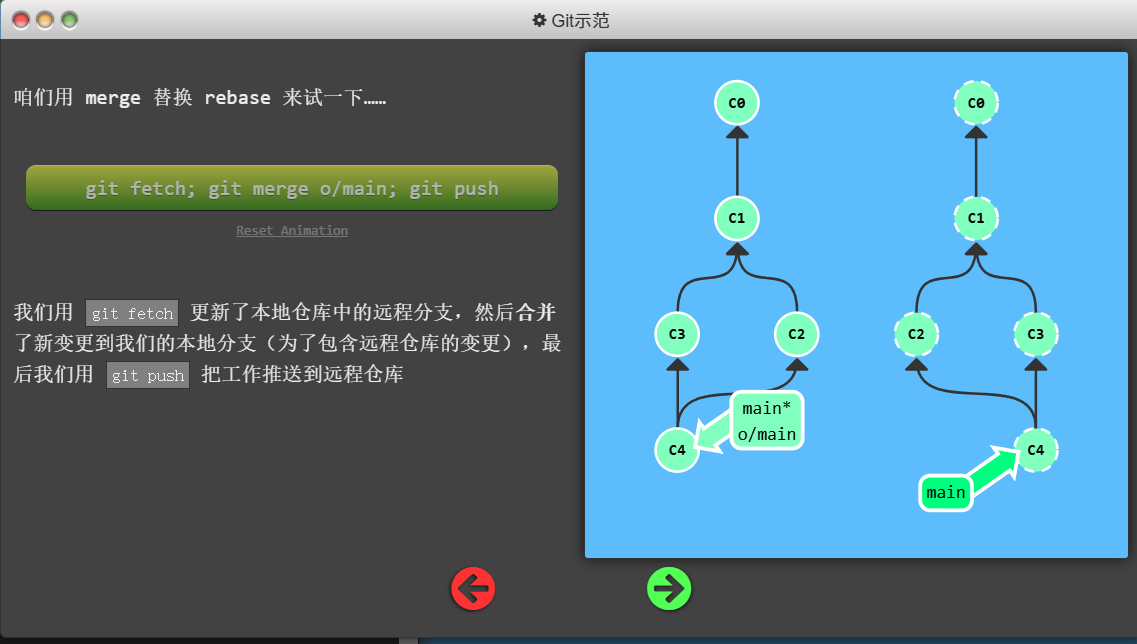 Git示范
咱们用 merge 替换 rebase 来试一下……
git fetch; git merge o/main; git push
Reset Animation
我们用 git fetch 更新了本地仓库中的远程分支，然后合并
了新变更到我们的本地分支（为了包含远程仓库的变更），最
后我们用 git push 把工作推送到远程仓库
C0
C0
C1
C1
C3
C2
C2
C3
main*
o/main
C4
C4
main